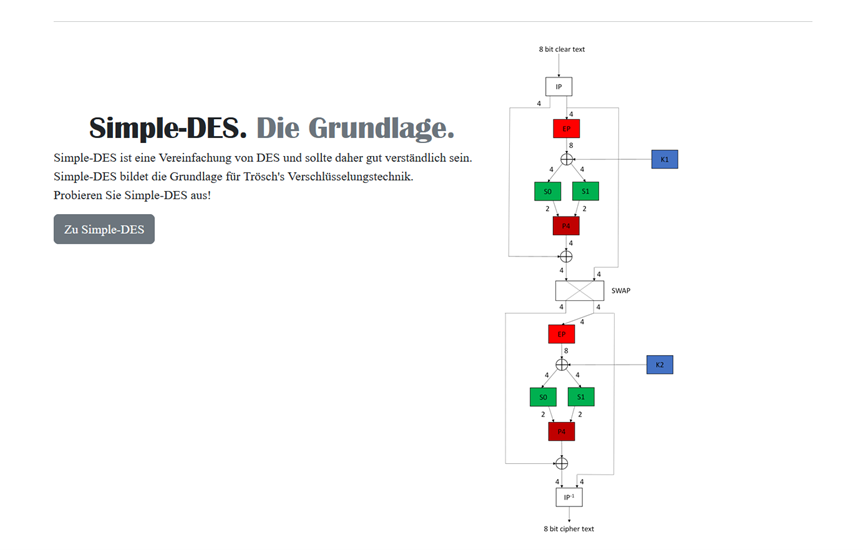 Simple-DES. Die Grundlage.
Simple-DES ist eine Vereinfachung von DES und sollte daher gut verständlich sein.
Simple-DES bildet die Grundlage für Trösch's Verschlüsselungstechnik.
Probieren Sie Simple-DES aus!
Zu Simple-DES
8 bit clear text
IP
4
4
EP
8
K1
4 4
S0 S1
2 2
P4
4
4 4
SWAP
4 4
4
EP
8
K2
4 4
S0 S1
2 2
P4
4 4
IP-1
8 bit cipher text